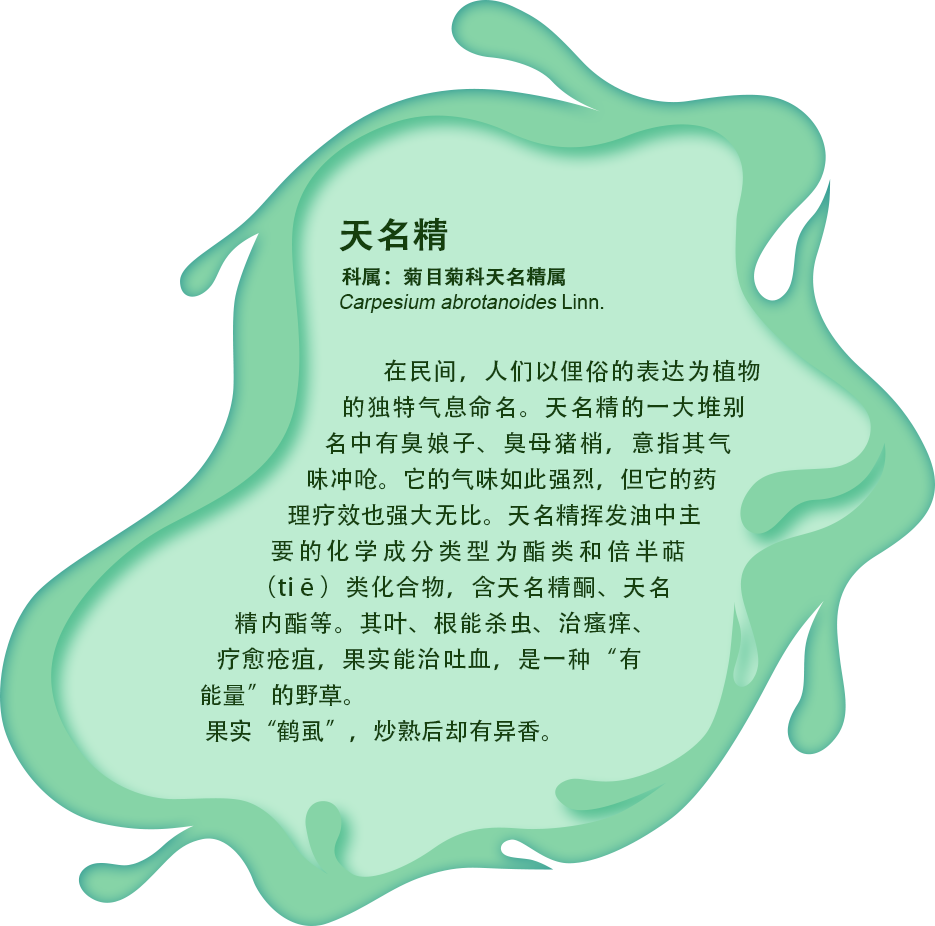 天名精
科属：菊目菊科天名精属
Carpesium abrotanoides Linn.
在民间，人们以俚俗的表达为植物
的独特气息命名。天名精的一大堆别
名中有臭娘子、臭母猪梢，意指其气
味冲呛。它的气味如此强烈，但它的药
理疗效也强大无比。天名精挥发油中主
要的化学成分类型为酯类和倍半萜
（tiē）类化合物，含天名精酮、天名
精内酯等。其叶、根能杀虫、治瘙痒、
疗愈疮疽，果实能治吐血，是一种“有
能量”的野草。
果实“鹤虱”，炒熟后却有异香。